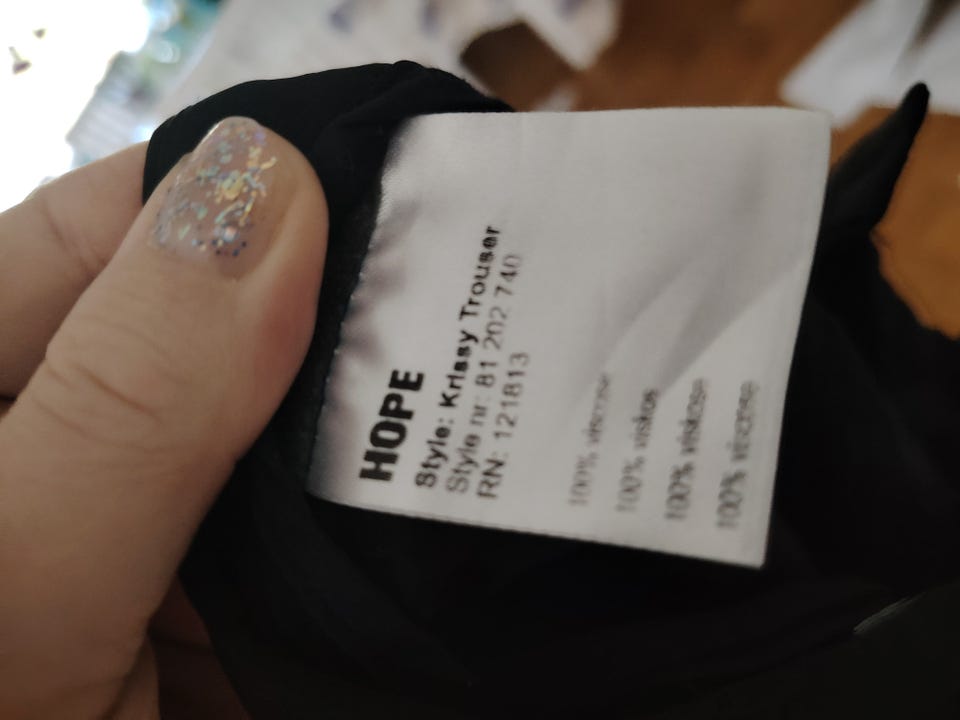 HOPE
Style: Krissy Trouser
Style nr: 81 202 740
RN: 121813
100% viscose
100% viskos
100% viskose
100% viscose